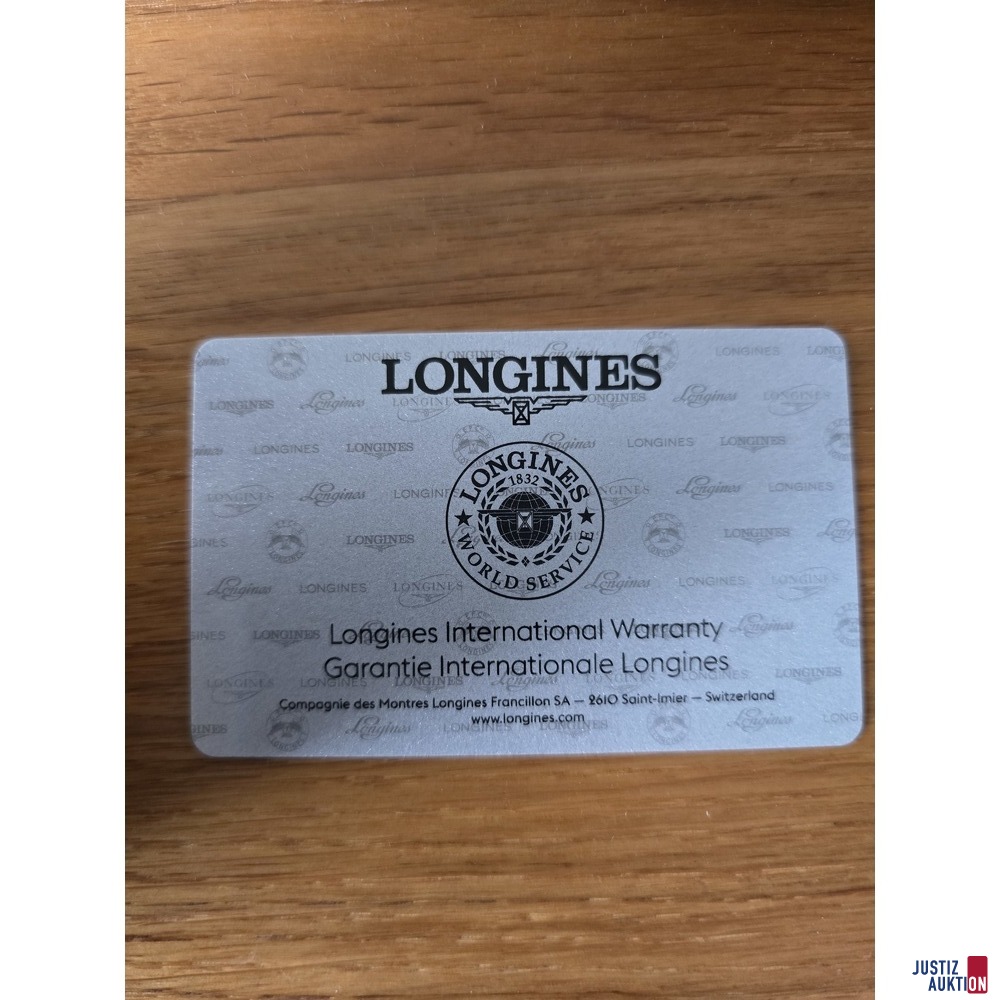 LONGINES
LONGINES
1832
WORLD SERVICE
Longines International Warranty
Garantie Internationale Longines
Compagnie des Montres Longines Francillon SA – 2610 Saint-Imier – Switzerland
www.longines.com
JUSTIZ
AUKTION